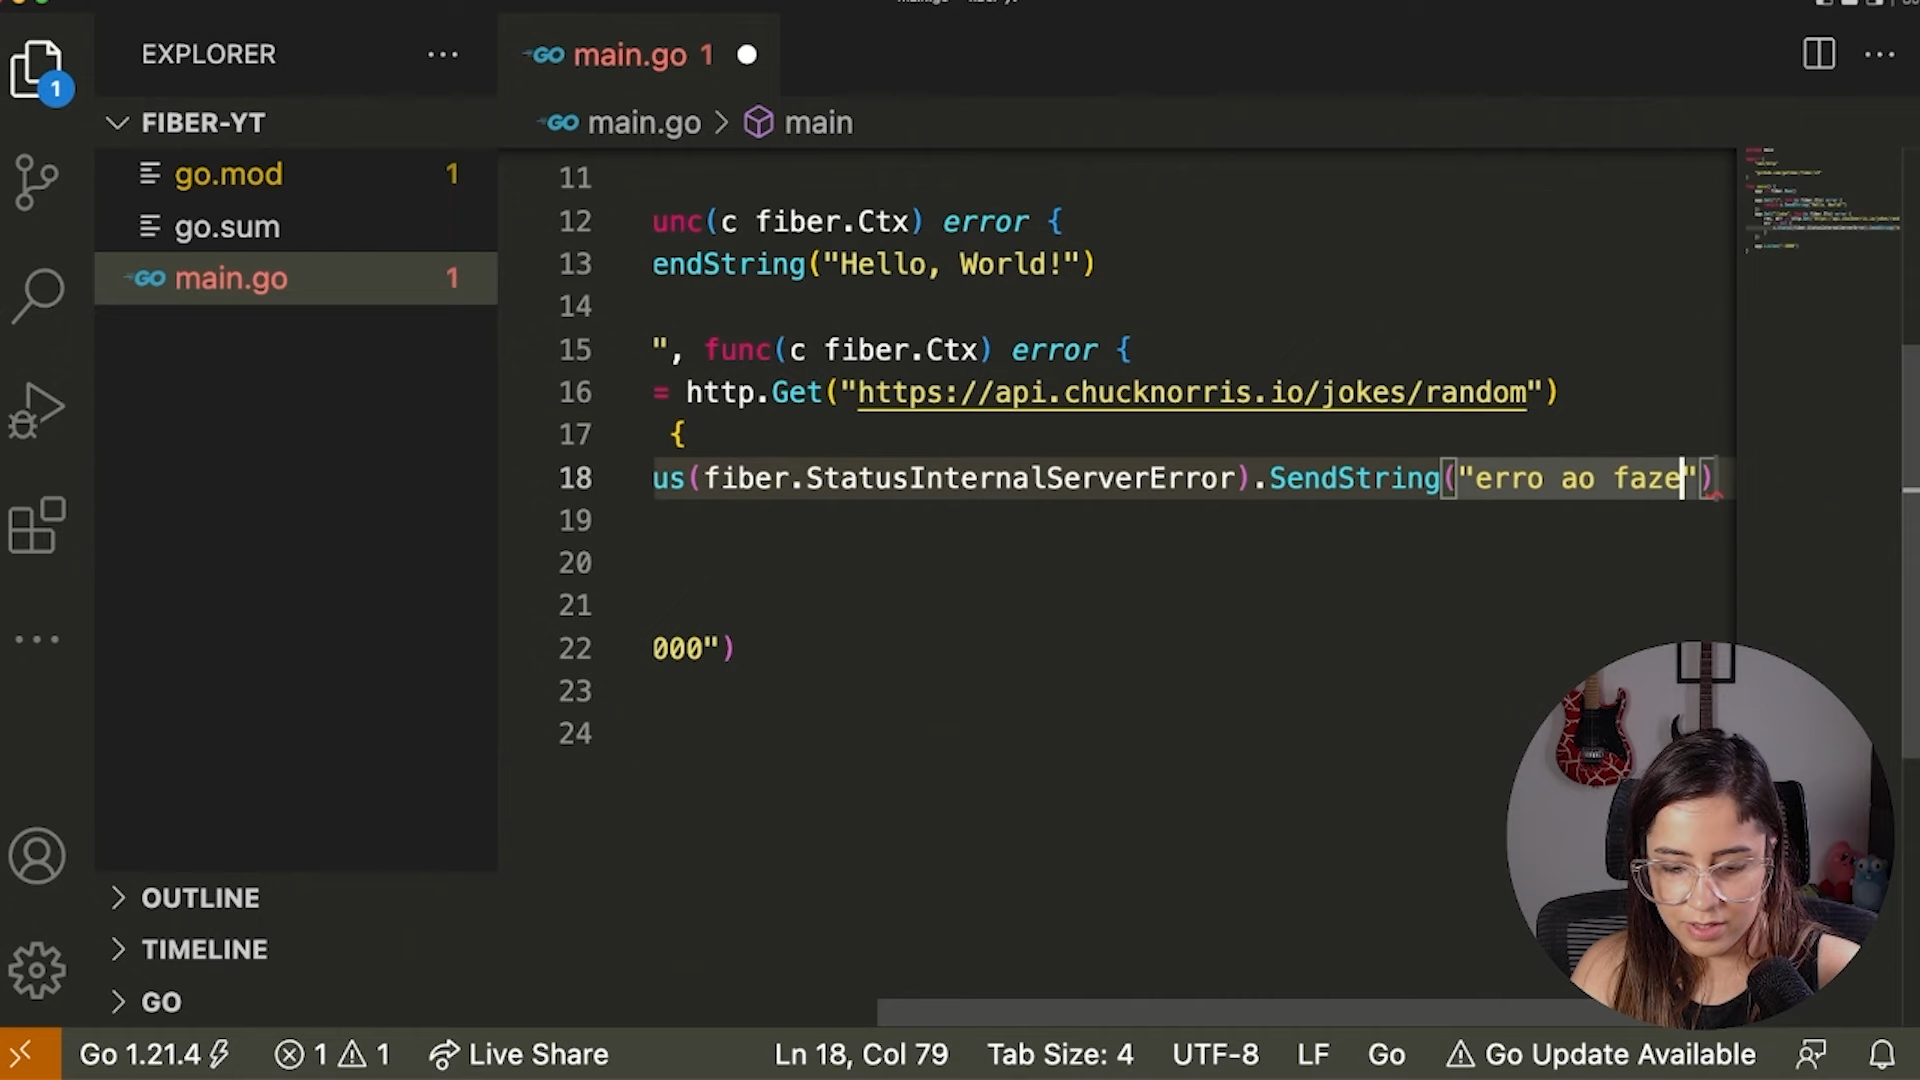 EXPLORER
FIBER-YT
go.mod 1
go.sum
GO main.go 1
OUTLINE
TIMELINE
GO
GO main.go 1
GO main.go > main
11
12 unc(c fiber.Ctx) error {
13 endString("Hello, World!")
14
15 ", func(c fiber.Ctx) error {
16 = http.Get("https://api.chucknorris.io/jokes/random")
17 {
18 us(fiber.StatusInternalServerError).SendString("erro ao faze")
19
20
21
22 000")
23
24
1
Go 1.21.4 1 1 Live Share Ln 18, Col 79 Tab Size: 4 UTF-8 LF Go Go Update Available